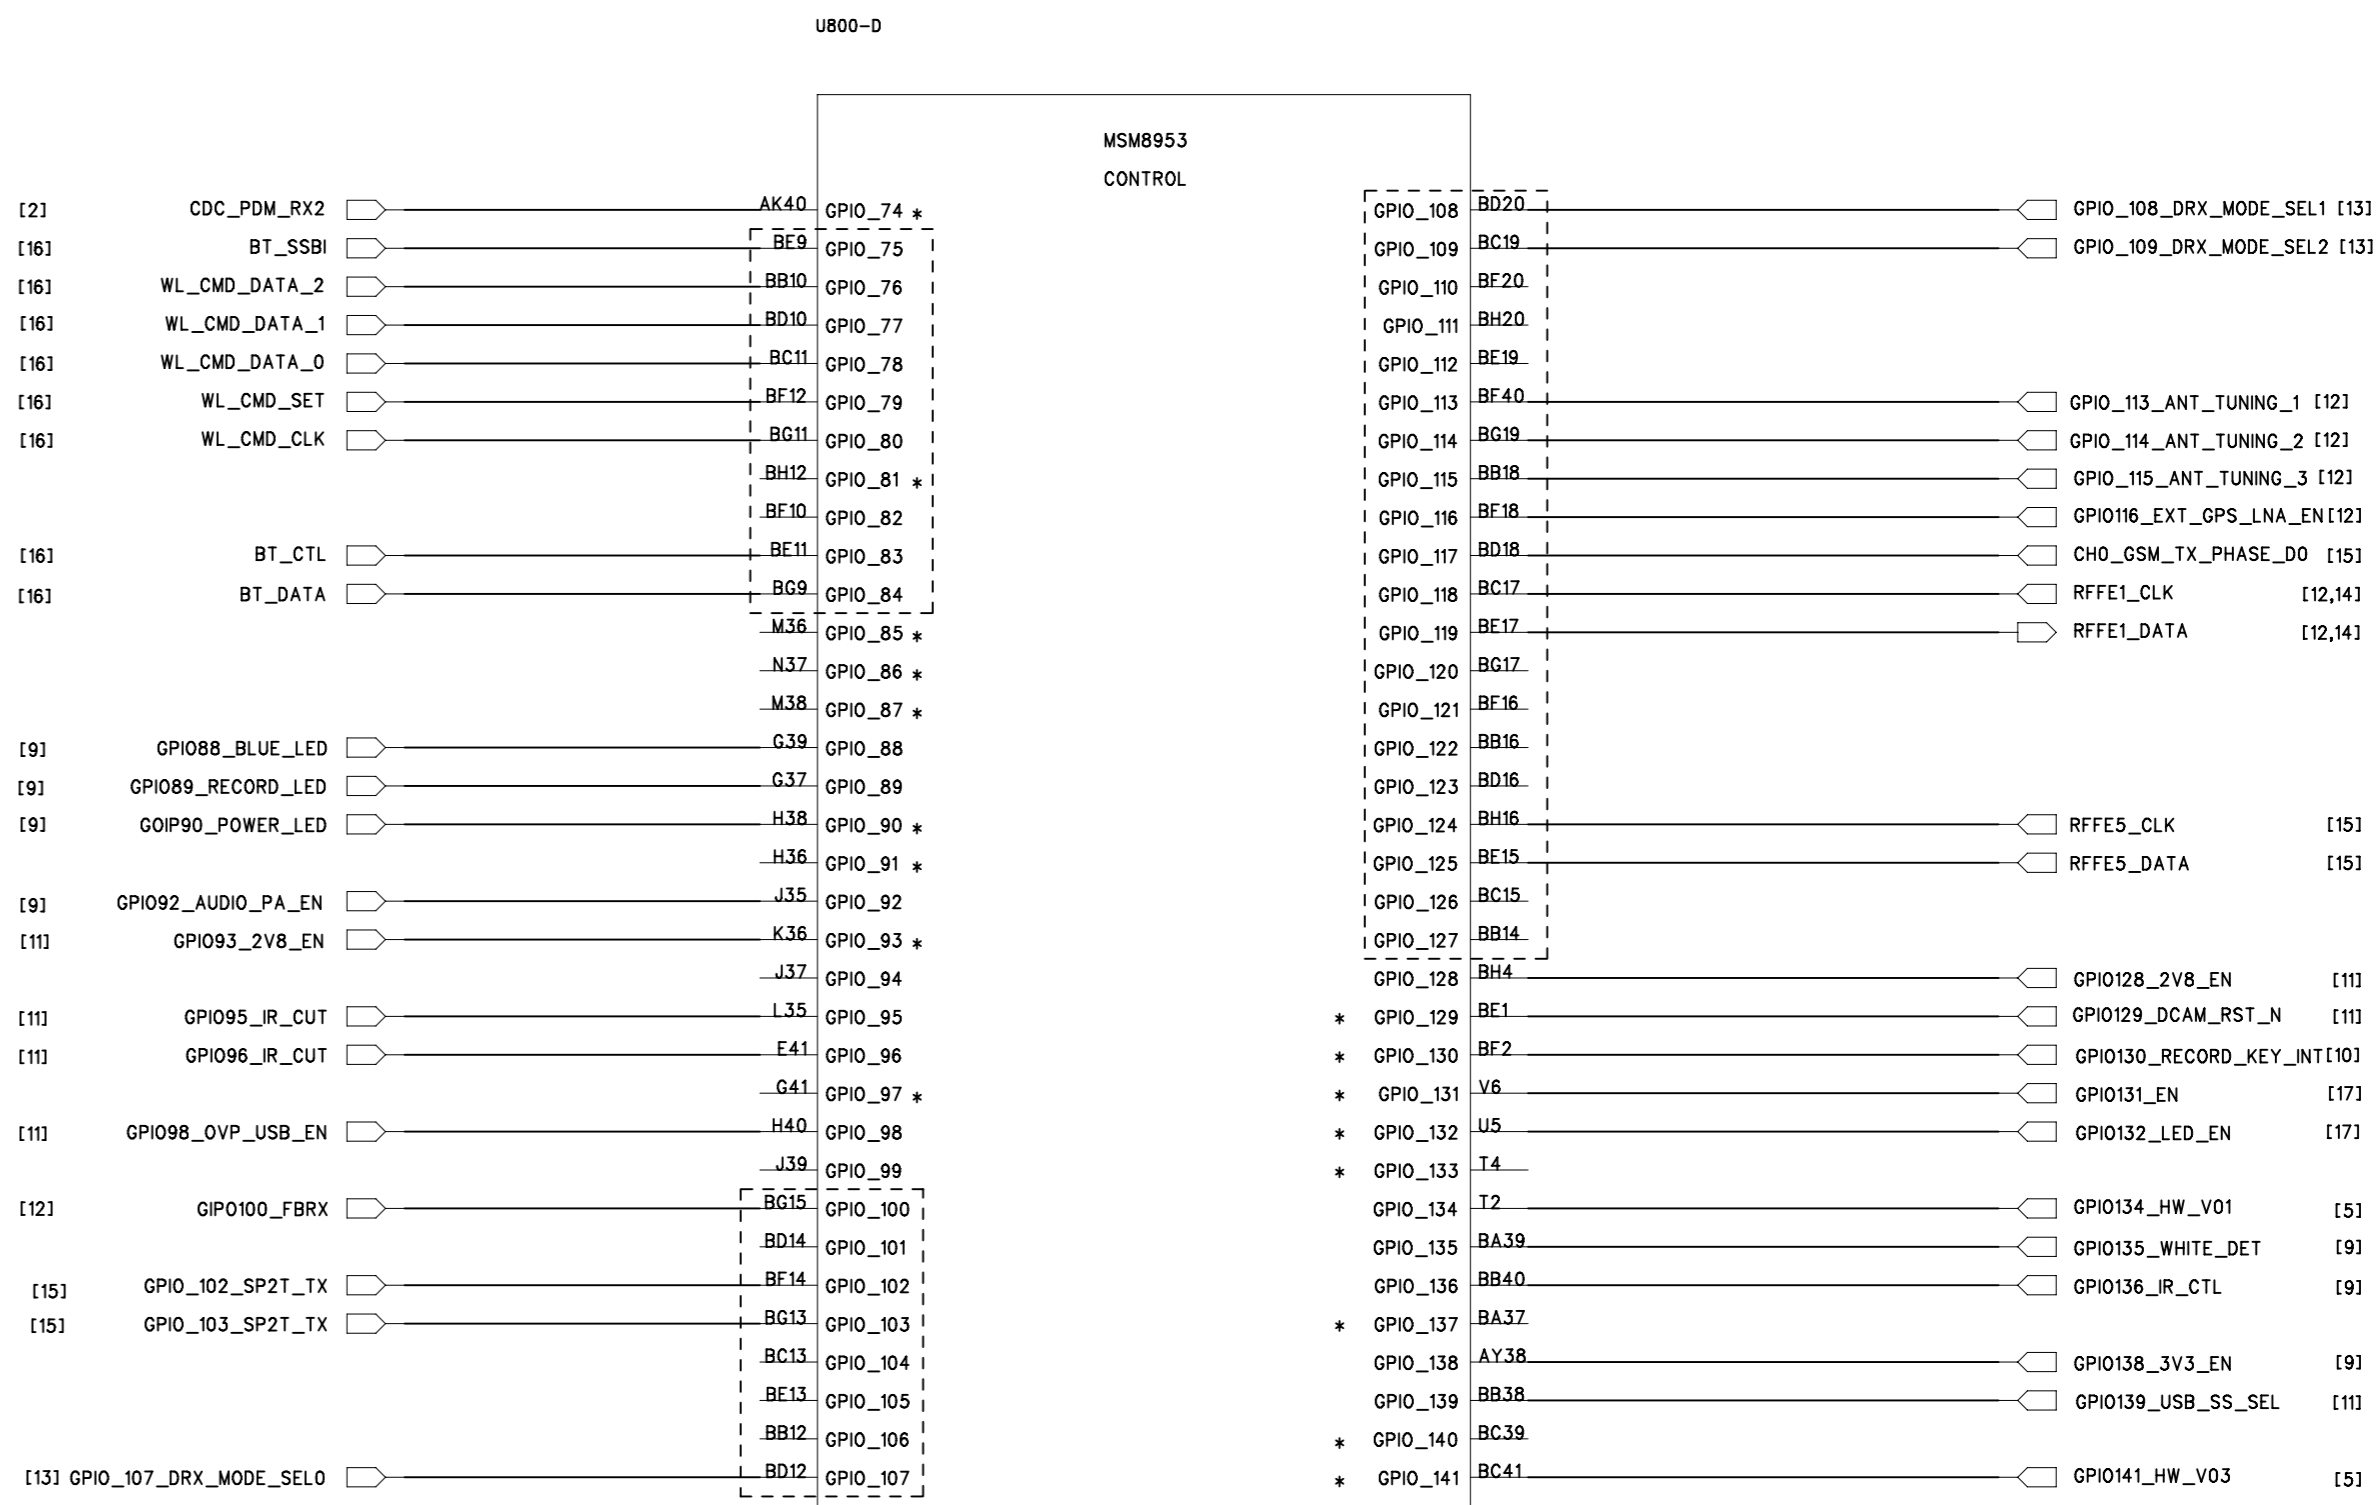 U800-D
MSM8953
CONTROL
[2] CDC_PDM_RX2 AK40 GPIO_74 * GPIO_108 BD20 GPIO_108_DRX_MODE_SEL1 [13]
[16] BT_SSBI BE9 GPIO_75 GPIO_109 BC19 GPIO_109_DRX_MODE_SEL2 [13]
[16] WL_CMD_DATA_2 BB10 GPIO_76 GPIO_110 BF20
[16] WL_CMD_DATA_1 BD10 GPIO_77 GPIO_111 BH20
[16] WL_CMD_DATA_0 BC11 GPIO_78 GPIO_112 BE19
[16] WL_CMD_SET BF12 GPIO_79 GPIO_113 BF40 GPIO_113_ANT_TUNING_1 [12]
[16] WL_CMD_CLK BG11 GPIO_80 GPIO_114 BG19 GPIO_114_ANT_TUNING_2 [12]
BH12 GPIO_81 * GPIO_115 BB18 GPIO_115_ANT_TUNING_3 [12]
BF10 GPIO_82 GPIO_116 BF18 GPIO116_EXT_GPS_LNA_EN[12]
[16] BT_CTL BE11 GPIO_83 GPIO_117 BD18 CH0_GSM_TX_PHASE_D0 [15]
[16] BT_DATA BG9 GPIO_84 GPIO_118 BC17 RFFE1_CLK [12,14]
M36 GPIO_85 * GPIO_119 BE17 RFFE1_DATA [12,14]
N37 GPIO_86 * GPIO_120 BG17
M38 GPIO_87 * GPIO_121 BF16
[9] GPIO88_BLUE_LED G39 GPIO_88 GPIO_122 BB16
[9] GPIO89_RECORD_LED G37 GPIO_89 GPIO_123 BD16
[9] GOIP90_POWER_LED H38 GPIO_90 * GPIO_124 BH16 RFFE5_CLK [15]
H36 GPIO_91 * GPIO_125 BE15 RFFE5_DATA [15]
[9] GPIO92_AUDIO_PA_EN J35 GPIO_92 GPIO_126 BC15
[11] GPIO93_2V8_EN K36 GPIO_93 * GPIO_127 BB14
J37 GPIO_94 GPIO_128 BH4 GPIO128_2V8_EN [11]
[11] GPIO95_IR_CUT L35 GPIO_95 * GPIO_129 BE1 GPIO129_DCAM_RST_N [11]
[11] GPIO96_IR_CUT E41 GPIO_96 * GPIO_130 BF2 GPIO130_RECORD_KEY_INT[10]
G41 GPIO_97 * * GPIO_131 V6 GPIO131_EN [17]
[11] GPIO98_OVP_USB_EN H40 GPIO_98 * GPIO_132 U5 GPIO132_LED_EN [17]
J39 GPIO_99 * GPIO_133 T4
[12] GIPO100_FBRX BG15 GPIO_100 GPIO_134 T2 GPIO134_HW_V01 [5]
BD14 GPIO_101 GPIO_135 BA39 GPIO135_WHITE_DET [9]
[15] GPIO_102_SP2T_TX BF14 GPIO_102 GPIO_136 BB40 GPIO136_IR_CTL [9]
[15] GPIO_103_SP2T_TX BG13 GPIO_103 * GPIO_137 BA37
BC13 GPIO_104 GPIO_138 AY38 GPIO138_3V3_EN [9]
BE13 GPIO_105 GPIO_139 BB38 GPIO139_USB_SS_SEL [11]
BB12 GPIO_106 * GPIO_140 BC39
[13] GPIO_107_DRX_MODE_SEL0 BD12 GPIO_107 * GPIO_141 BC41 GPIO141_HW_V03 [5]